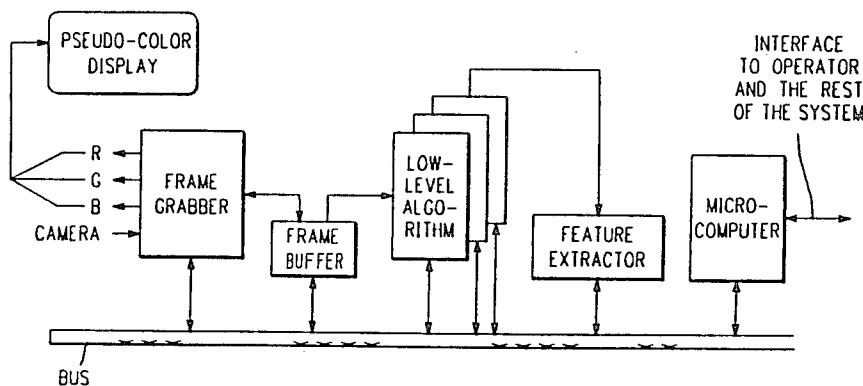 PSEUDO-COLOR
DISPLAY
R
G
B
CAMERA
FRAME
GRABBER
FRAME
BUFFER
LOW-
LEVEL
ALGO-
RITHM
FEATURE
EXTRACTOR
MICRO-
COMPUTER
INTERFACE
TO OPERATOR
AND THE REST
OF THE SYSTEM
BUS